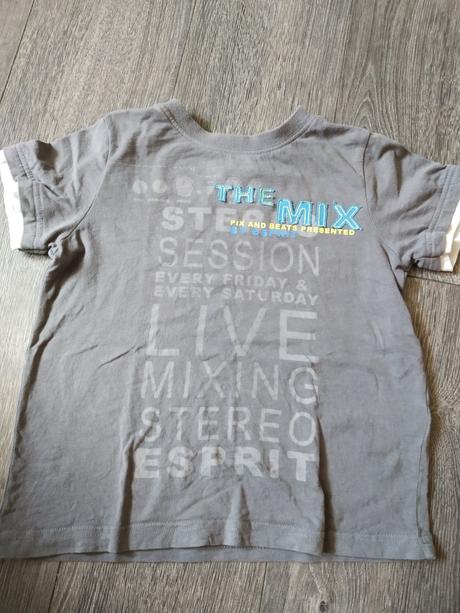 THE MIX
PIX AND BEATS PRESENTED
SESSION
EVERY FRIDAY &
EVERY SATURDAY
LIVE
MIXING
STEREO
ESPRIT